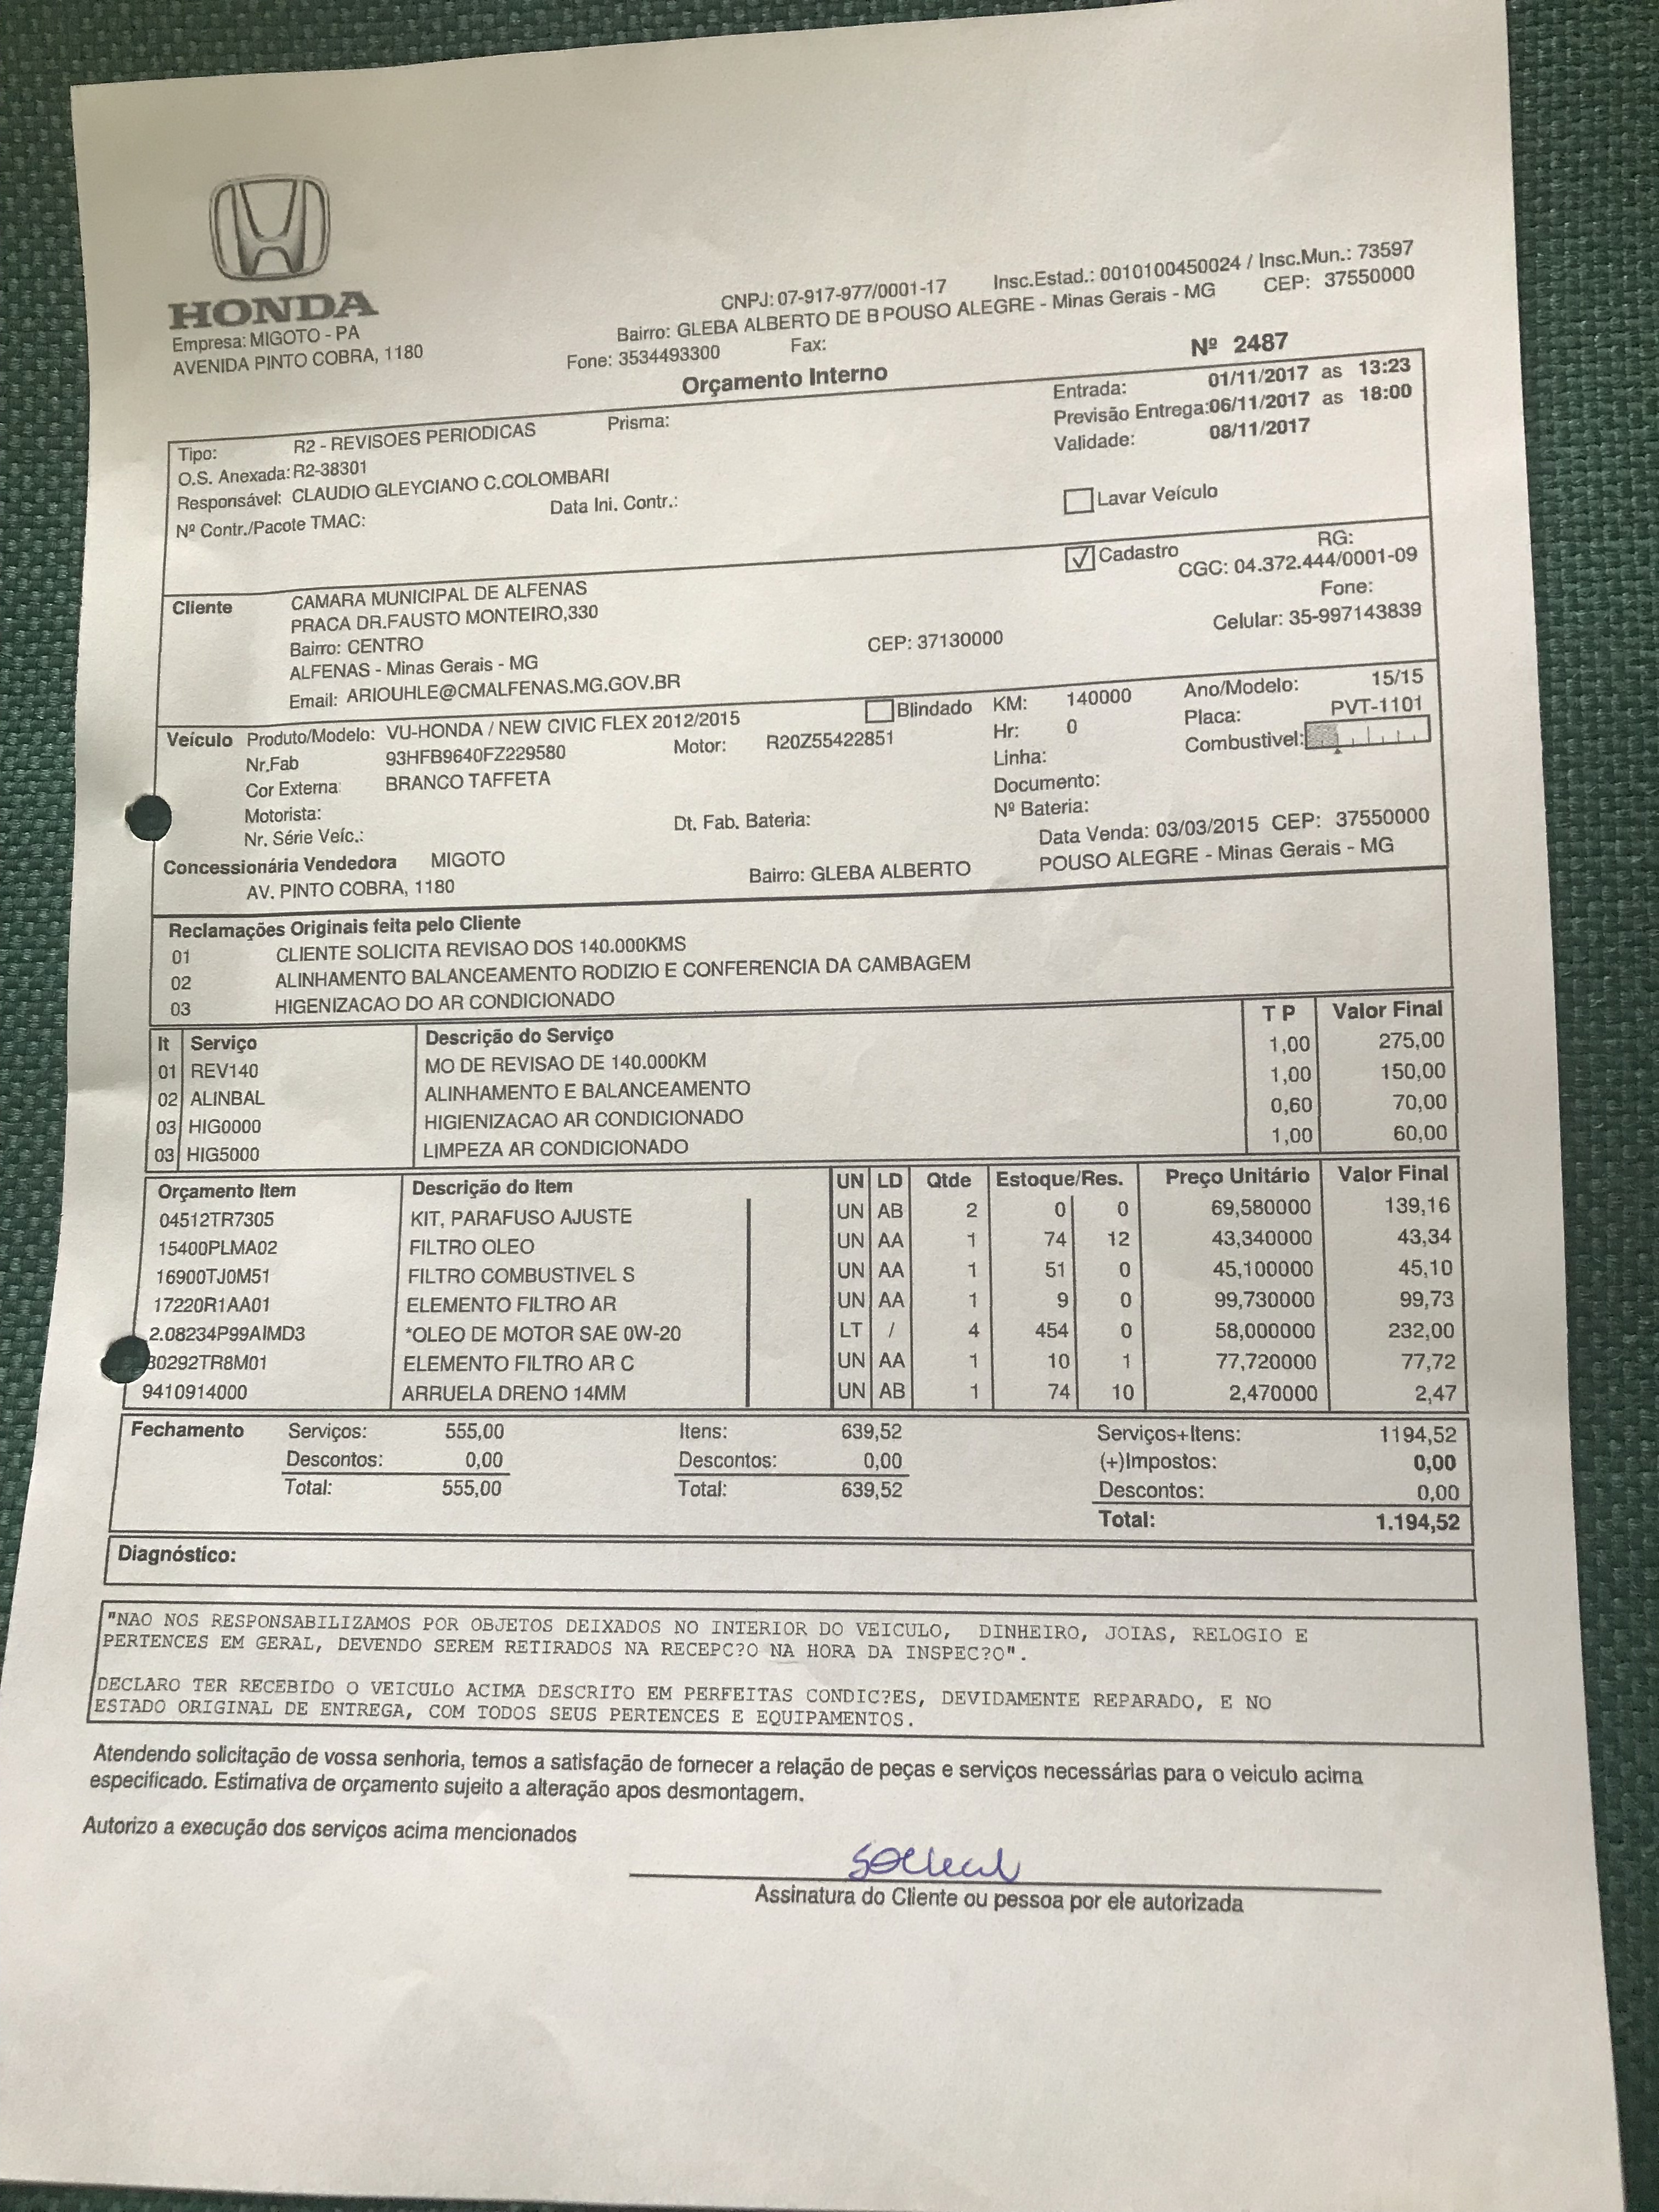 HONDA
Empresa: MIGOTO - PA
AVENIDA PINTO COBRA, 1180
CNPJ: 07-917-977/0001-17 Insc.Estad.: 0010100450024 / Insc.Mun.: 73597
Bairro: GLEBA ALBERTO DE B POUSO ALEGRE - Minas Gerais - MG CEP: 37550000
Fone: 3534493300 Fax:
Orçamento Interno
Nº 2487
Tipo: R2 - REVISOES PERIODICAS Prisma:
Entrada: 01/11/2017 as 13:23
O.S. Anexada: R2-38301
Previsão Entrega: 06/11/2017 as 18:00
Responsável: CLAUDIO GLEYCIANO C.COLOMBARI
Validade: 08/11/2017
Nº Contr./Pacote TMAC: Data Ini. Contr.:
Lavar Veículo
Cadastro RG:
CGC: 04.372.444/0001-09
Cliente CAMARA MUNICIPAL DE ALFENAS
Fone:
PRACA DR.FAUSTO MONTEIRO,330
Celular: 35-997143839
Bairro: CENTRO CEP: 37130000
ALFENAS - Minas Gerais - MG
Email: ARIOUHLE@CMALFENAS.MG.GOV.BR
Veículo Produto/Modelo: VU-HONDA / NEW CIVIC FLEX 2012/2015 Blindado KM: 140000 Ano/Modelo: 15/15
Nr.Fab 93HFB9640FZ229580 Motor: R20Z55422851 Hr: 0 Placa: PVT-1101
Cor Externa: BRANCO TAFFETA Linha: Combustivel:
Motorista: Documento:
Nr. Série Veíc.: Dt. Fab. Bateria: Nº Bateria:
Concessionária Vendedora MIGOTO Data Venda: 03/03/2015 CEP: 37550000
AV. PINTO COBRA, 1180 Bairro: GLEBA ALBERTO POUSO ALEGRE - Minas Gerais - MG
Reclamações Originais feita pelo Cliente
01 CLIENTE SOLICITA REVISAO DOS 140.000KMS
02 ALINHAMENTO BALANCEAMENTO RODIZIO E CONFERENCIA DA CAMBAGEM
03 HIGENIZACAO DO AR CONDICIONADO
It Serviço Descrição do Serviço T P Valor Final
01 REV140 MO DE REVISAO DE 140.000KM 1,00 275,00
02 ALINBAL ALINHAMENTO E BALANCEAMENTO 1,00 150,00
03 HIG0000 HIGIENIZACAO AR CONDICIONADO 0,60 70,00
03 HIG5000 LIMPEZA AR CONDICIONADO 1,00 60,00
Orçamento Item Descrição do Item UN LD Qtde Estoque/Res. Preço Unitário Valor Final
04512TR7305 KIT, PARAFUSO AJUSTE UN AB 2 0 0 69,580000 139,16
15400PLMA02 FILTRO OLEO UN AA 1 74 12 43,340000 43,34
16900TJ0M51 FILTRO COMBUSTIVEL S UN AA 1 51 0 45,100000 45,10
17220R1AA01 ELEMENTO FILTRO AR UN AA 1 9 0 99,730000 99,73
2.08234P99AIMD3 *OLEO DE MOTOR SAE 0W-20 LT / 4 454 0 58,000000 232,00
80292TR8M01 ELEMENTO FILTRO AR C UN AA 1 10 1 77,720000 77,72
9410914000 ARRUELA DRENO 14MM UN AB 1 74 10 2,470000 2,47
Fechamento Serviços: 555,00 Itens: 639,52 Serviços+Itens: 1194,52
Descontos: 0,00 Descontos: 0,00 (+)Impostos: 0,00
Total: 555,00 Total: 639,52 Descontos: 0,00
Total: 1.194,52
Diagnóstico:
"NAO NOS RESPONSABILIZAMOS POR OBJETOS DEIXADOS NO INTERIOR DO VEICULO, DINHEIRO, JOIAS, RELOGIO E
PERTENCES EM GERAL, DEVENDO SEREM RETIRADOS NA RECEPC?O NA HORA DA INSPEC?O".
DECLARO TER RECEBIDO O VEICULO ACIMA DESCRITO EM PERFEITAS CONDIC?ES, DEVIDAMENTE REPARADO, E NO
ESTADO ORIGINAL DE ENTREGA, COM TODOS SEUS PERTENCES E EQUIPAMENTOS.
Atendendo solicitação de vossa senhoria, temos a satisfação de fornecer a relação de peças e serviços necessárias para o veiculo acima
especificado. Estimativa de orçamento sujeito a alteração apos desmontagem.
Autorizo a execução dos serviços acima mencionados
Assinatura do Cliente ou pessoa por ele autorizada